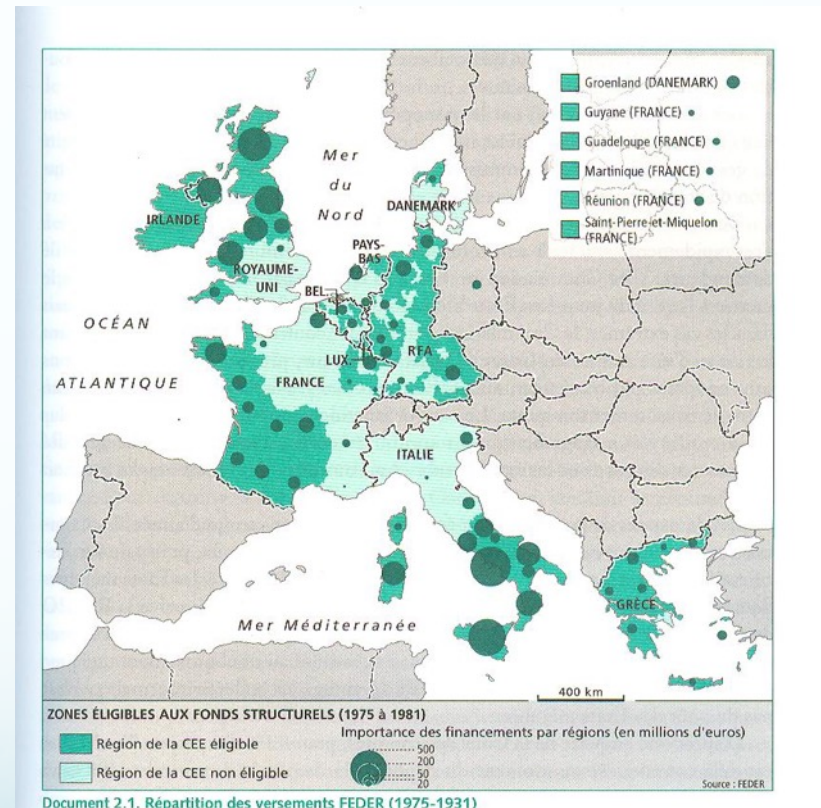 Groenland (DANEMARK)
Guyane (FRANCE)
Guadeloupe (FRANCE)
Martinique (FRANCE)
Réunion (FRANCE)
Saint-Pierre-et-Miquelon
(FRANCE)
Mer
du
Nord
DANEMARK
IRLANDE
PAYS-
BAS
ROYAUME-
UNI
BEL.
OCÉAN
LUX.
RFA
ATLANTIQUE
FRANCE
ITALIE
GRÈCE
Mer Méditerranée
400 km
ZONES ÉLIGIBLES AUX FONDS STRUCTURELS (1975 à 1981)
Importance des financements par régions (en millions d'euros)
Région de la CEE éligible
Région de la CEE non éligible
500
200
50
20
Source : FEDER
Document 2.1. Répartition des versements FEDER (1975-1931)